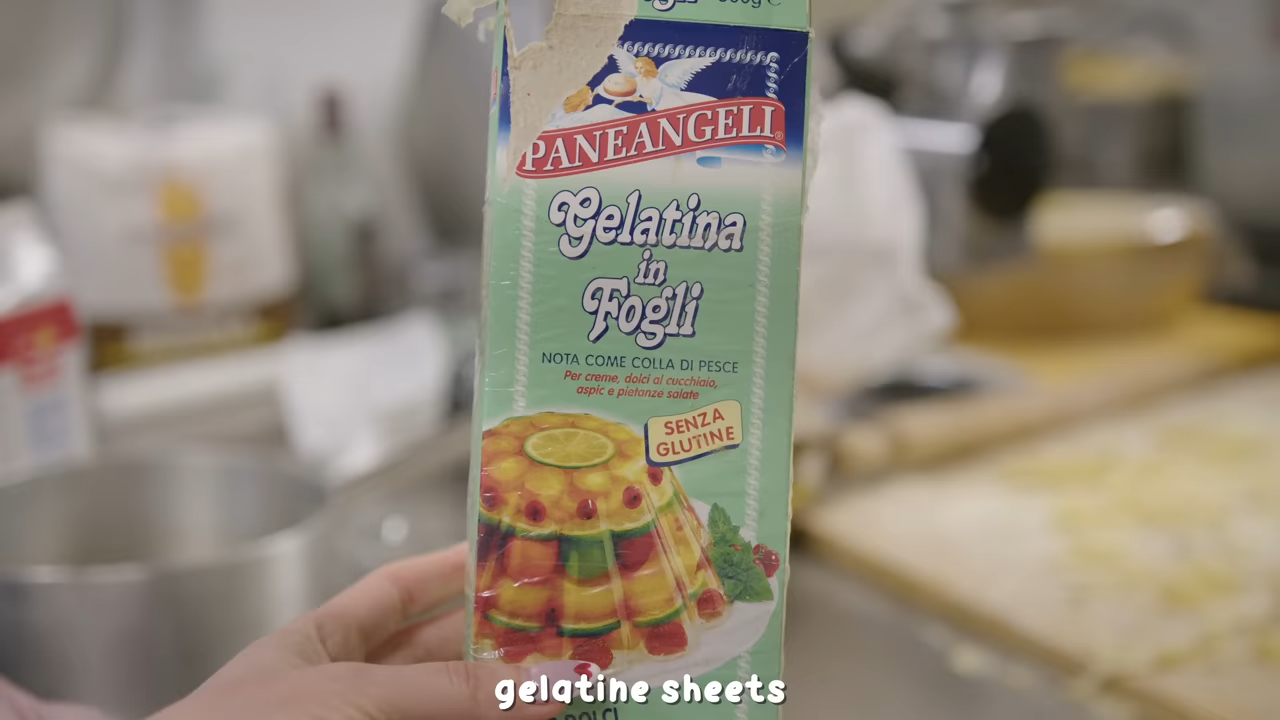 PANEANGELI
Gelatina
in
Fogli
NOTA COME COLLA DI PESCE
Per creme, dolci al cucchiaio,
aspic e pietanze salate
SENZA
GLUTINE
gelatine sheets
DOLCI